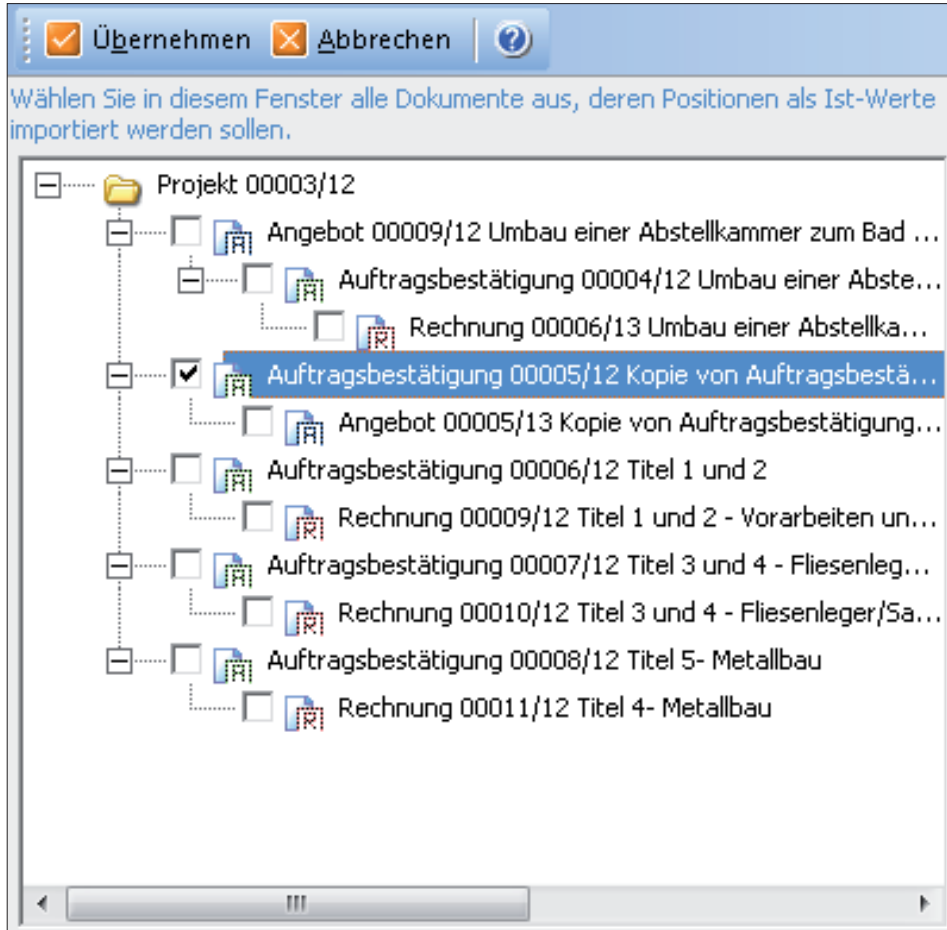 Übernehmen Abbrechen
Wählen Sie in diesem Fenster alle Dokumente aus, deren Positionen als Ist-Werte
importiert werden sollen.
Projekt 00003/12
Angebot 00009/12 Umbau einer Abstellkammer zum Bad ...
Auftragsbestätigung 00004/12 Umbau einer Abste...
Rechnung 00006/13 Umbau einer Abstellka...
Auftragsbestätigung 00005/12 Kopie von Auftragsbestä...
Angebot 00005/13 Kopie von Auftragsbestätigung...
Auftragsbestätigung 00006/12 Titel 1 und 2
Rechnung 00009/12 Titel 1 und 2 - Vorarbeiten un...
Auftragsbestätigung 00007/12 Titel 3 und 4 - Fliesenleg...
Rechnung 00010/12 Titel 3 und 4 - Fliesenleger/Sa...
Auftragsbestätigung 00008/12 Titel 5- Metallbau
Rechnung 00011/12 Titel 4- Metallbau